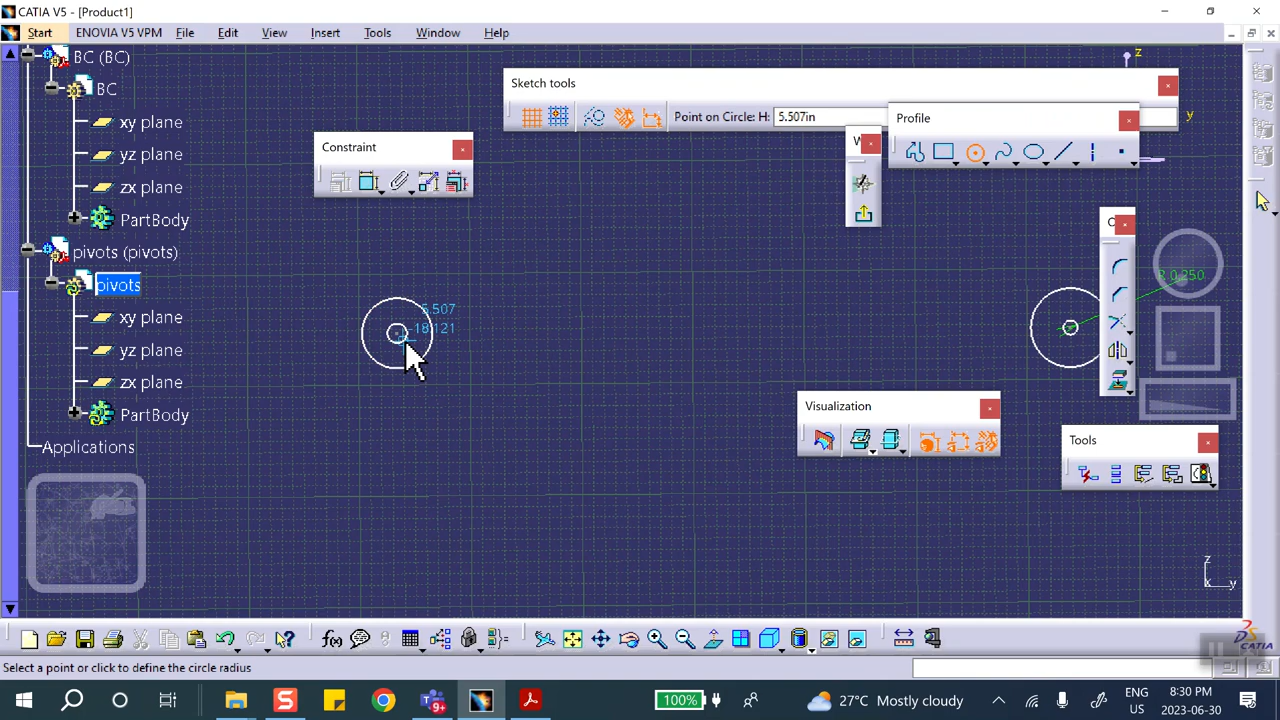 CATIA V5 - [Product1]
Start ENOVIA V5 VPM File Edit View Insert Tools Window Help
BC (BC)
BC
xy plane
yz plane
zx plane
PartBody
pivots (pivots)
pivots
xy plane
yz plane
zx plane
PartBody
Applications
Sketch tools
Point on Circle: H: 5.507in
Profile
Constraint
z
y
5.507
18.121
R 0.250
Visualization
Tools
z
x y
CATIA
Select a point or click to define the circle radius
100%
9+
27°C Mostly cloudy
ENG
US
8:30 PM
2023-06-30